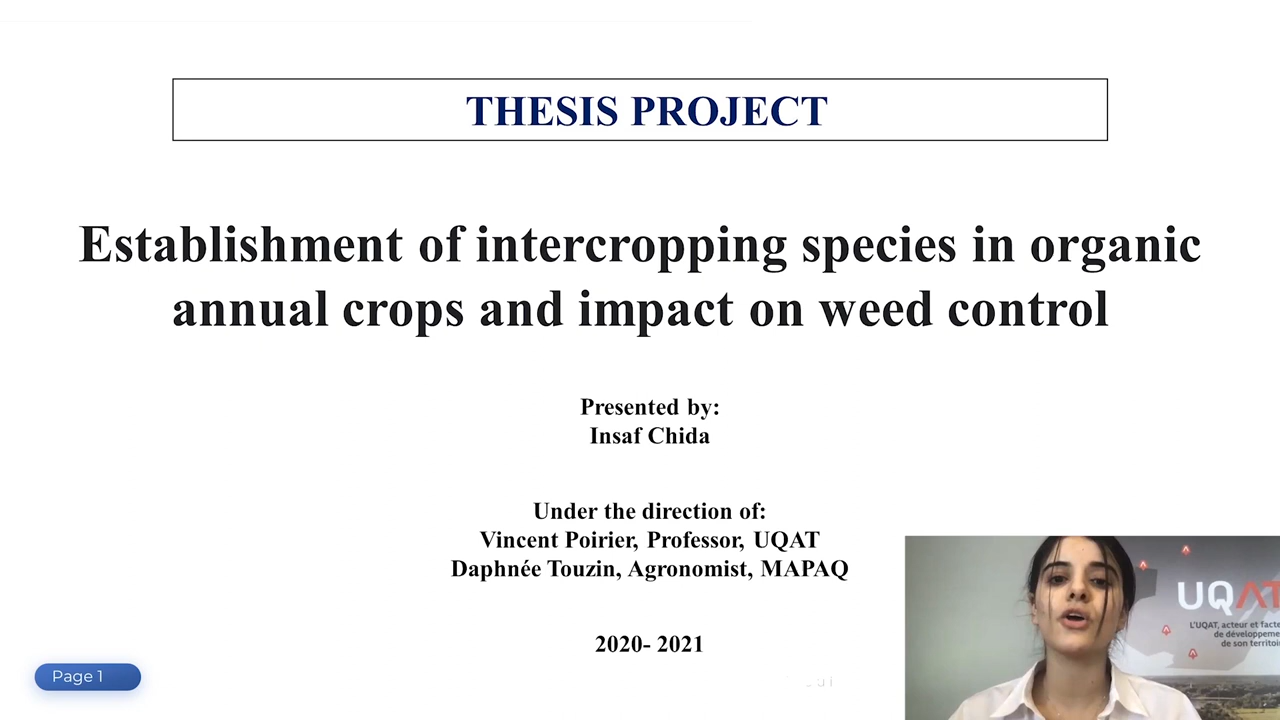 THESIS PROJECT
Establishment of intercropping species in organic
annual crops and impact on weed control
Presented by:
Insaf Chida
Under the direction of:
Vincent Poirier, Professor, UQAT
Daphnée Touzin, Agronomist, MAPAQ
2020- 2021
Page 1
UQAT
L'UQAT, acteur et facte
de développeme
de son territoi